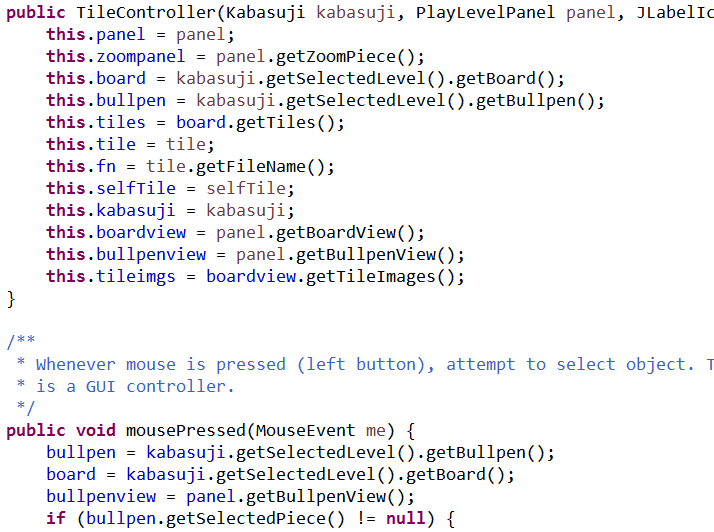 public TileController(Kabasuji kabasuji, PlayLevelPanel panel, JLabelIc
this.panel = panel;
this.zoompanel = panel.getZoomPiece();
this.board = kabasuji.getSelectedLevel().getBoard();
this.bullpen = kabasuji.getSelectedLevel().getBullpen();
this.tiles = board.getTiles();
this.tile = tile;
this.fn = tile.getFileName();
this.selfTile = selfTile;
this.kabasuji = kabasuji;
this.boardview = panel.getBoardView();
this.bullpenview = panel.getBullpenView();
this.tileimgs = boardview.getTileImages();
}
/**
* Whenever mouse is pressed (left button), attempt to select object. T
* is a GUI controller.
*/
public void mousePressed(MouseEvent me) {
bullpen = kabasuji.getSelectedLevel().getBullpen();
board = kabasuji.getSelectedLevel().getBoard();
bullpenview = panel.getBullpenView();
if (bullpen.getSelectedPiece() != null) {